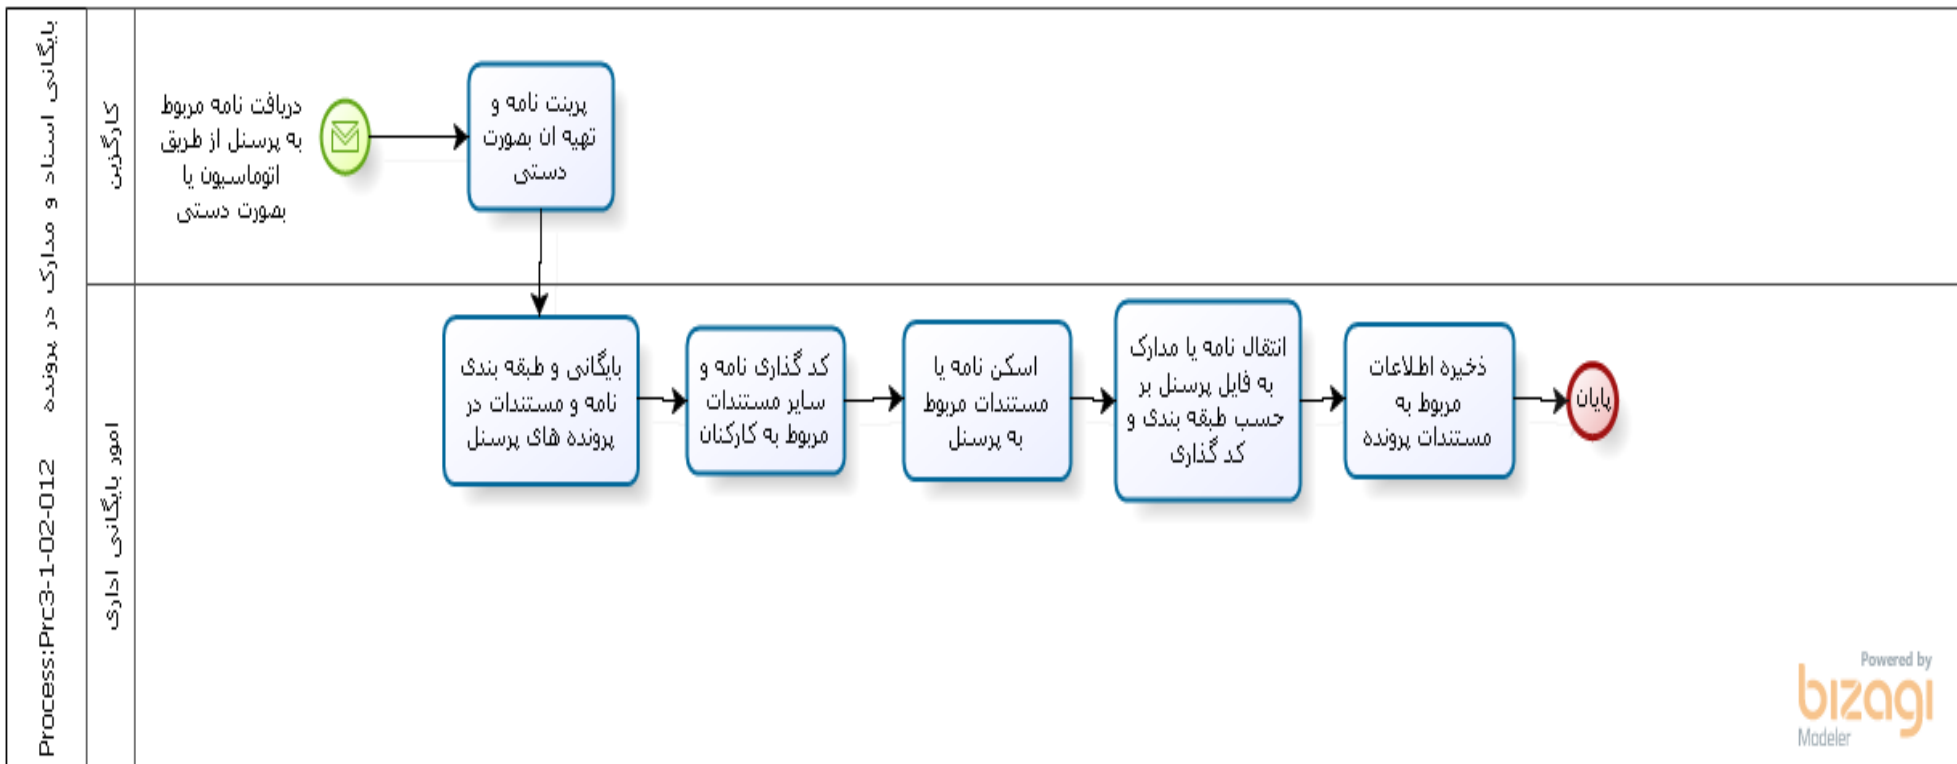 بایگانی اسناد و مدارک در پرونده
Process:Prc3-1-02-012
کارگزین
دریافت نامه مربوط
به پرسنل از طریق
اتوماسیون یا
بصورت دستی
پرینت نامه و
تهیه ان بصورت
دستی
امور بایگانی اداری
بایگانی و طبقه بندی
نامه و مستندات در
پرونده های پرسنل
کد گذاری نامه و
سایر مستندات
مربوط به کارکنان
اسکن نامه یا
مستندات مربوط
به پرسنل
انتقال نامه یا مدارک
به فایل پرسنل بر
حسب طبقه بندی و
کد گذاری
ذخیره اطلاعات
مربوط به
مستندات پرونده
پایان
Powered by
bizagi
Modeler